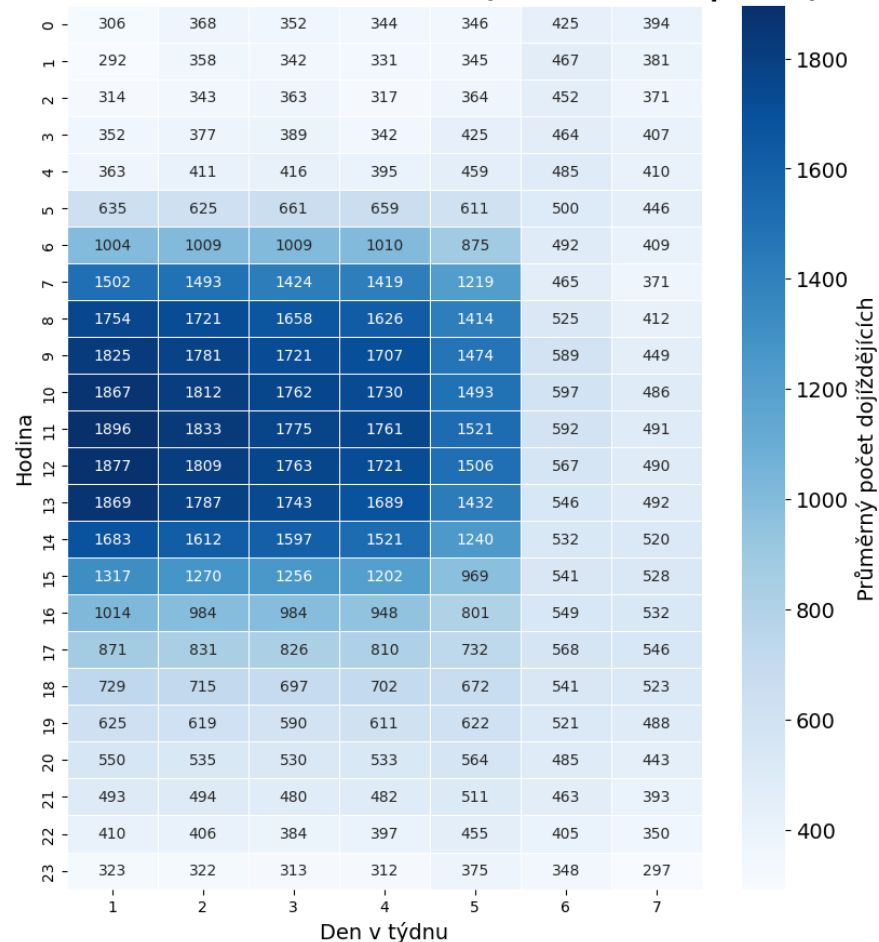 0 306 368 352 344 346 425 394
1 292 358 342 331 345 467 381
2 314 343 363 317 364 452 371
3 352 377 389 342 425 464 407
4 363 411 416 395 459 485 410
5 635 625 661 659 611 500 446
6 1004 1009 1009 1010 875 492 409
7 1502 1493 1424 1419 1219 465 371
8 1754 1721 1658 1626 1414 525 412
9 1825 1781 1721 1707 1474 589 449
10 1867 1812 1762 1730 1493 597 486
11 1896 1833 1775 1761 1521 592 491
12 1877 1809 1763 1721 1506 567 490
13 1869 1787 1743 1689 1432 546 492
14 1683 1612 1597 1521 1240 532 520
15 1317 1270 1256 1202 969 541 528
16 1014 984 984 948 801 549 532
17 871 831 826 810 732 568 546
18 729 715 697 702 672 541 523
19 625 619 590 611 622 521 488
20 550 535 530 533 564 485 443
21 493 494 480 482 511 463 393
22 410 406 384 397 455 405 350
23 323 322 313 312 375 348 297
1 2 3 4 5 6 7
Den v týdnu
Hodina
1800
1600
1400
1200
1000
800
600
400
Průměrný počet dojíždějících